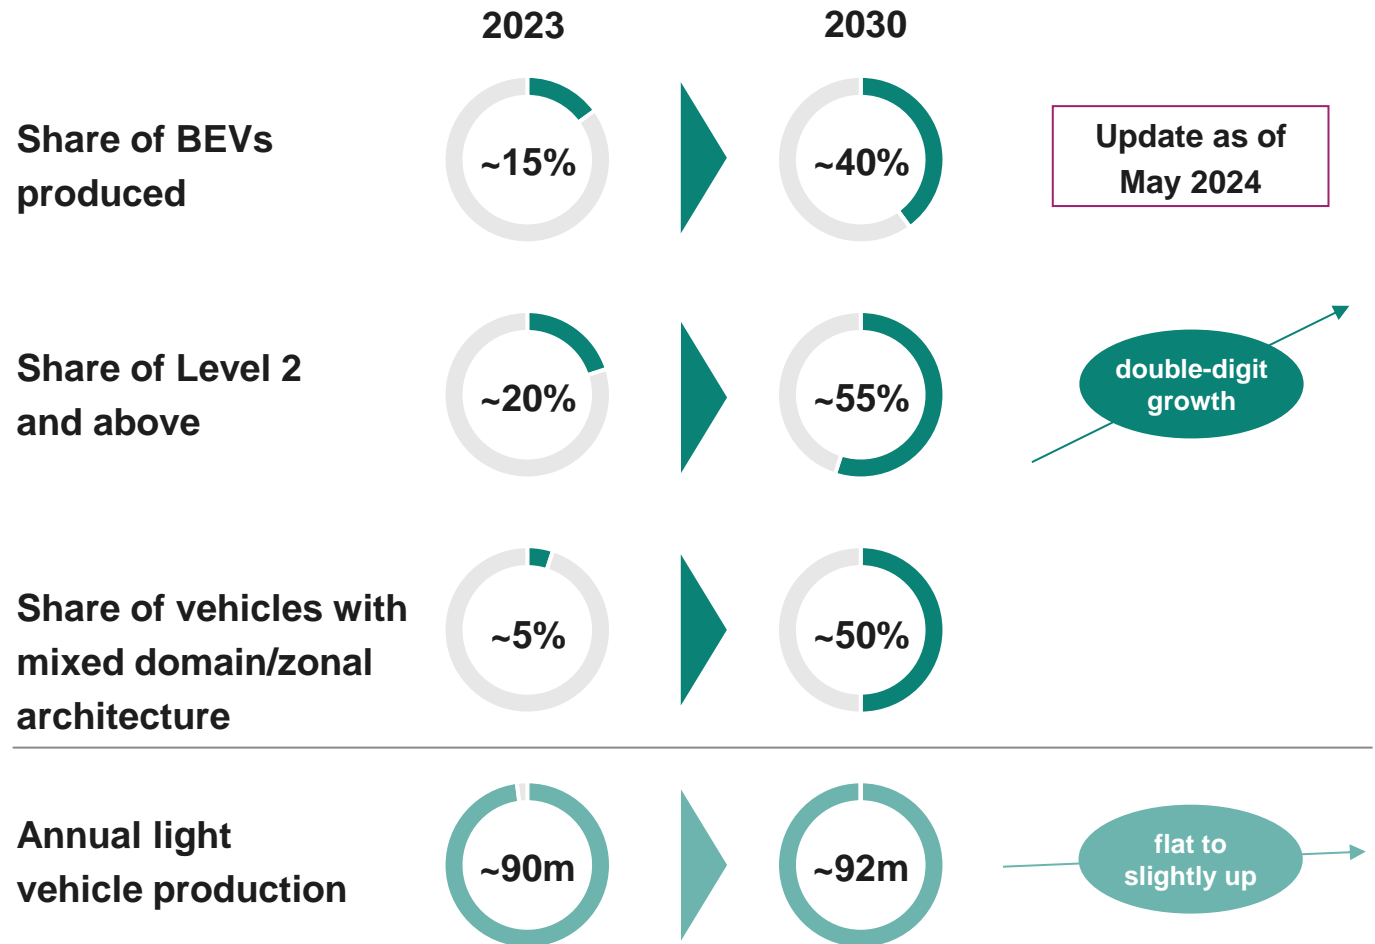 2023
2030
Share of BEVs
produced
~15%
~40%
Update as of
May 2024
Share of Level 2
and above
~20%
~55%
double-digit
growth
Share of vehicles with
mixed domain/zonal
architecture
~5%
~50%
Annual light
vehicle production
~90m
~92m
flat to
slightly up